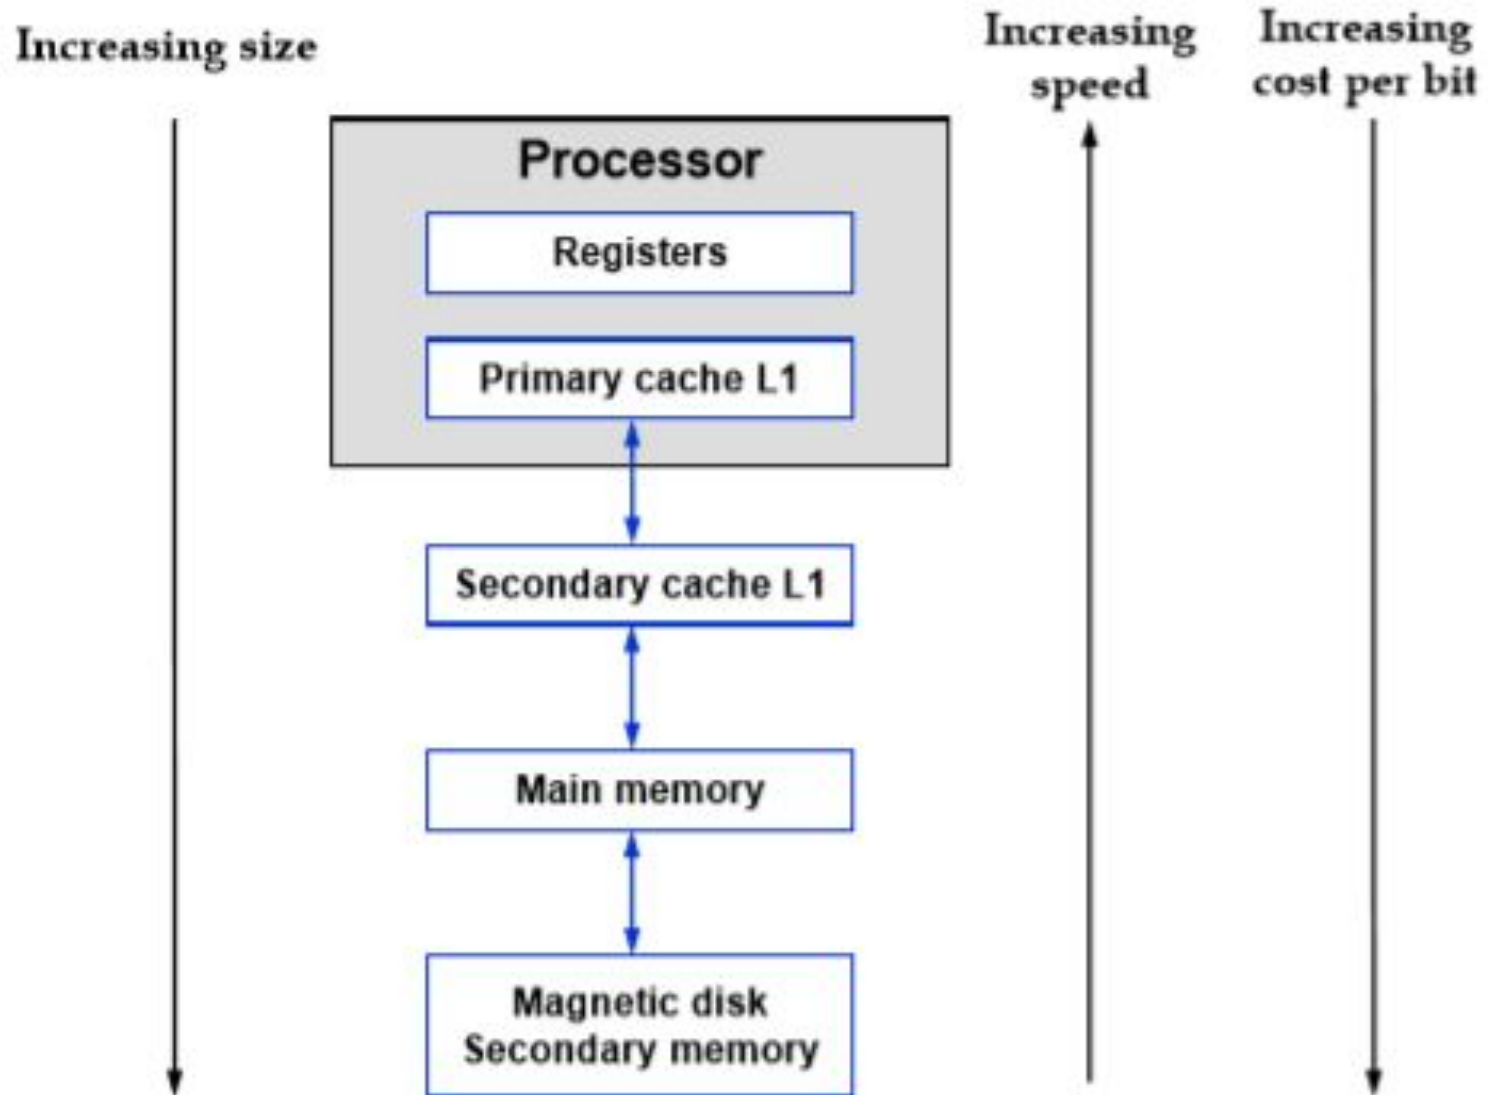 Increasing size
Increasing
speed
Increasing
cost per bit
Processor
Registers
Primary cache L1
Secondary cache L1
Main memory
Magnetic disk
Secondary memory